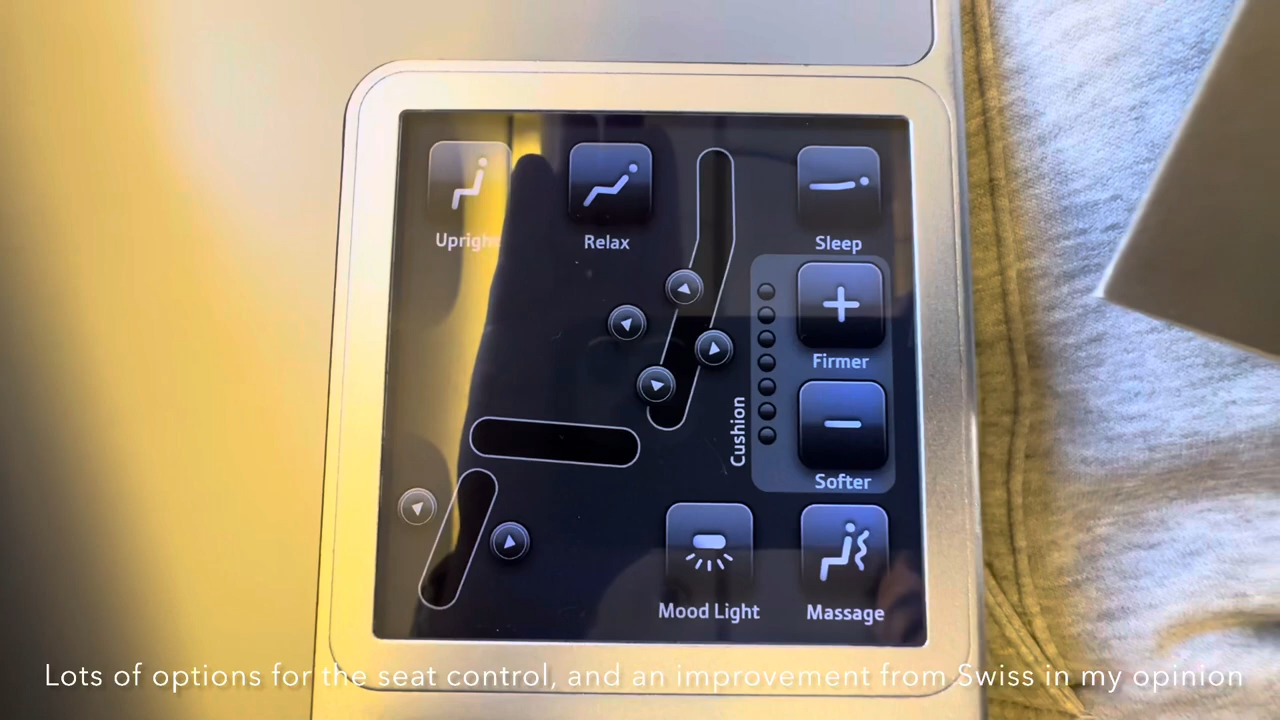 Upright
Relax
Sleep
Firmer
Cushion
Softer
Mood Light
Massage
Lots of options for the seat control, and an improvement from Swiss in my opinion